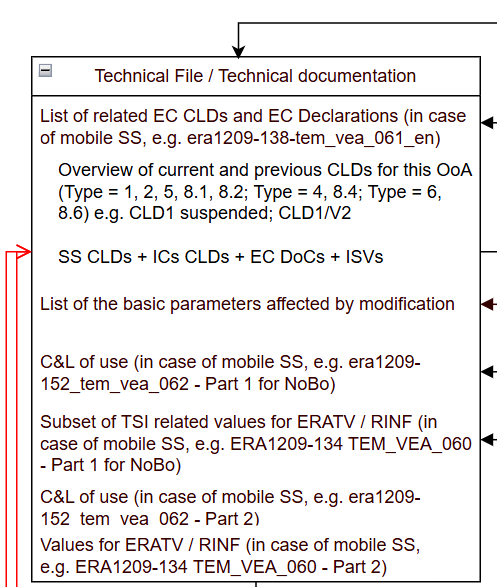 Technical File / Technical documentation
List of related EC CLDs and EC Declarations (in case
of mobile SS, e.g. era1209-138-tem_vea_061_en)
Overview of current and previous CLDs for this OoA
(Type = 1, 2, 5, 8.1, 8.2; Type = 4, 8.4; Type = 6,
8.6) e.g. CLD1 suspended; CLD1/V2
SS CLDs + ICs CLDs + EC DoCs + ISVs
List of the basic parameters affected by modification
C&L of use (in case of mobile SS, e.g. era1209-
152_tem_vea_062 - Part 1 for NoBo)
Subset of TSI related values for ERATV / RINF (in
case of mobile SS, e.g. ERA1209-134 TEM_VEA_060
- Part 1 for NoBo)
C&L of use (in case of mobile SS, e.g. era1209-
152_tem_vea_062 - Part 2)
Values for ERATV / RINF (in case of mobile SS,
e.g. ERA1209-134 TEM_VEA_060 - Part 2)